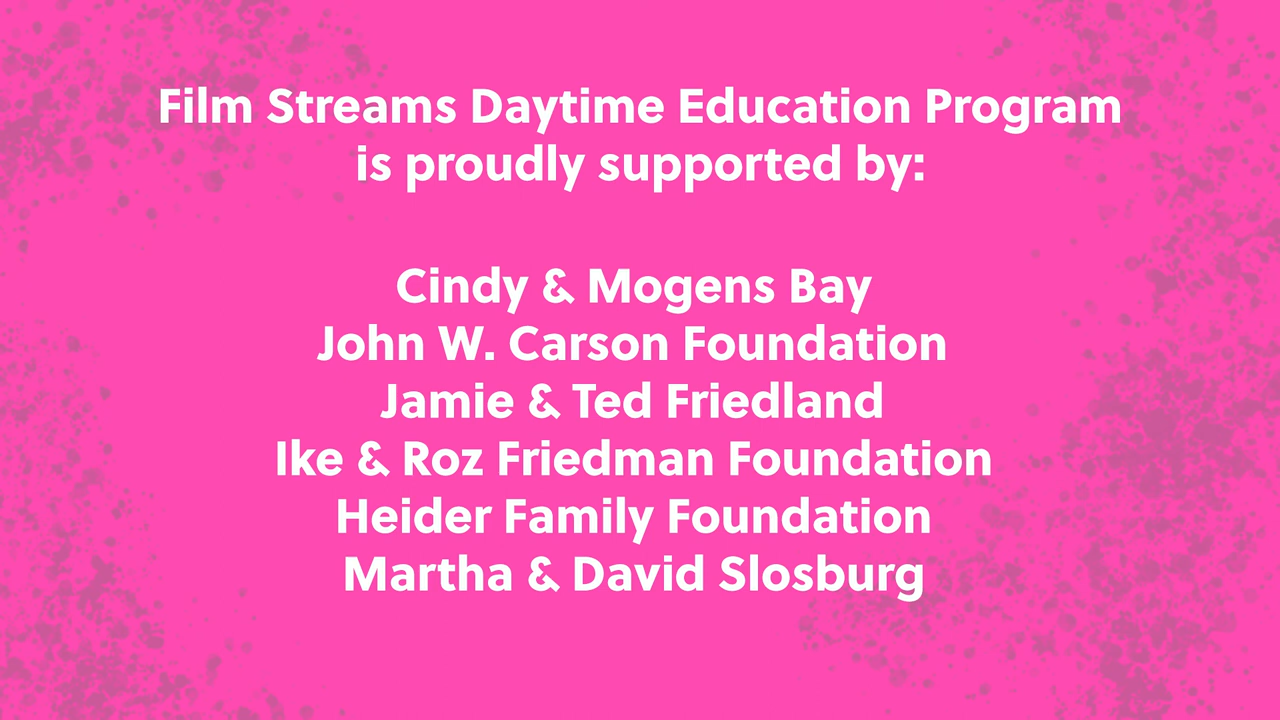 Film Streams Daytime Education Program
is proudly supported by:
Cindy & Mogens Bay
John W. Carson Foundation
Jamie & Ted Friedland
Ike & Roz Friedman Foundation
Heider Family Foundation
Martha & David Slosburg